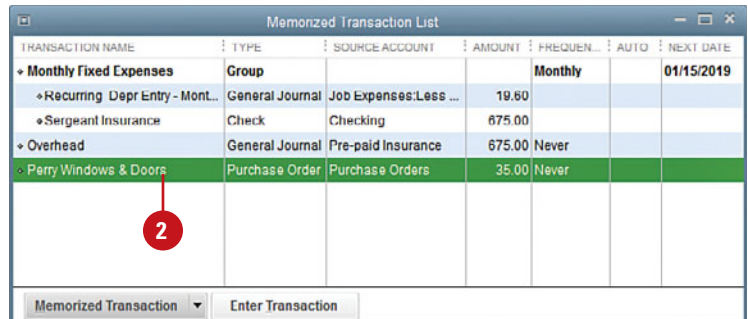 Memorized Transaction List
TRANSACTION NAME TYPE SOURCE ACCOUNT AMOUNT FREQUEN... AUTO NEXT DATE
Monthly Fixed Expenses Group Monthly 01/15/2019
Recurring Depr Entry - Mont... General Journal Job Expenses:Less ... 19.60
Sergeant Insurance Check Checking 675.00
Overhead General Journal Pre-paid Insurance 675.00 Never
Perry Windows & Doors Purchase Order Purchase Orders 35.00 Never
2
Memorized Transaction Enter Transaction